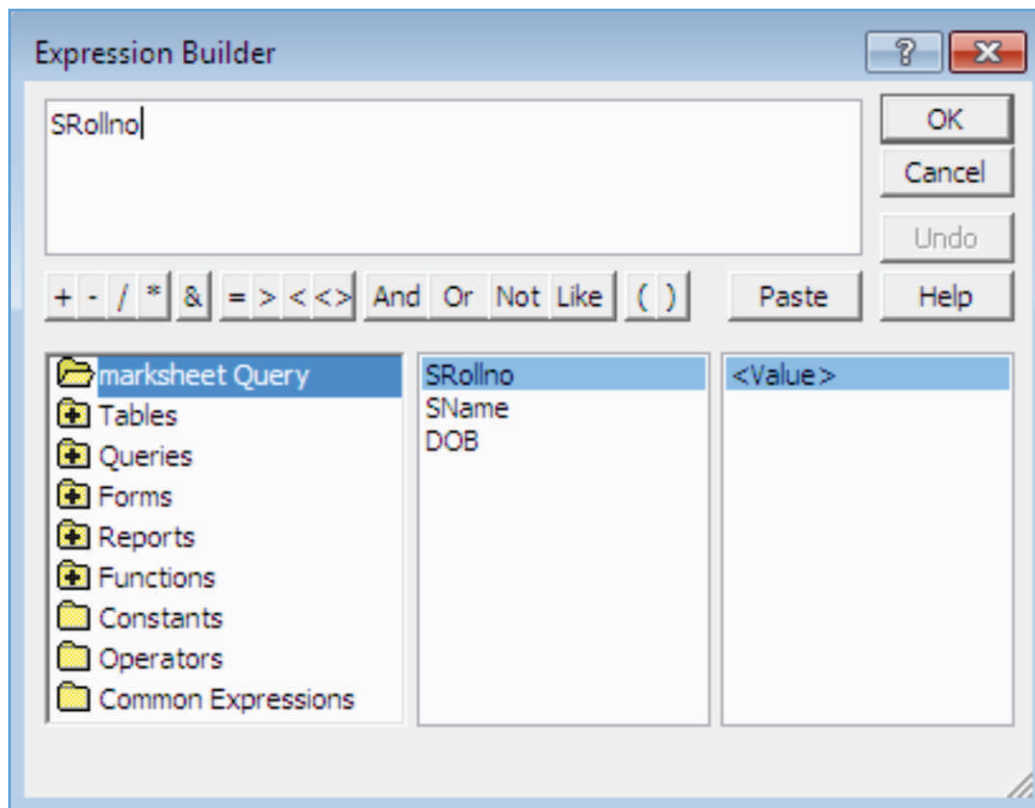 Expression Builder
?
SRollno
OK
Cancel
Undo
+ - / * & = > < <> And Or Not Like ( ) Paste Help
marksheet Query
Tables
Queries
Forms
Reports
Functions
Constants
Operators
Common Expressions
SRollno
SName
DOB
<Value>